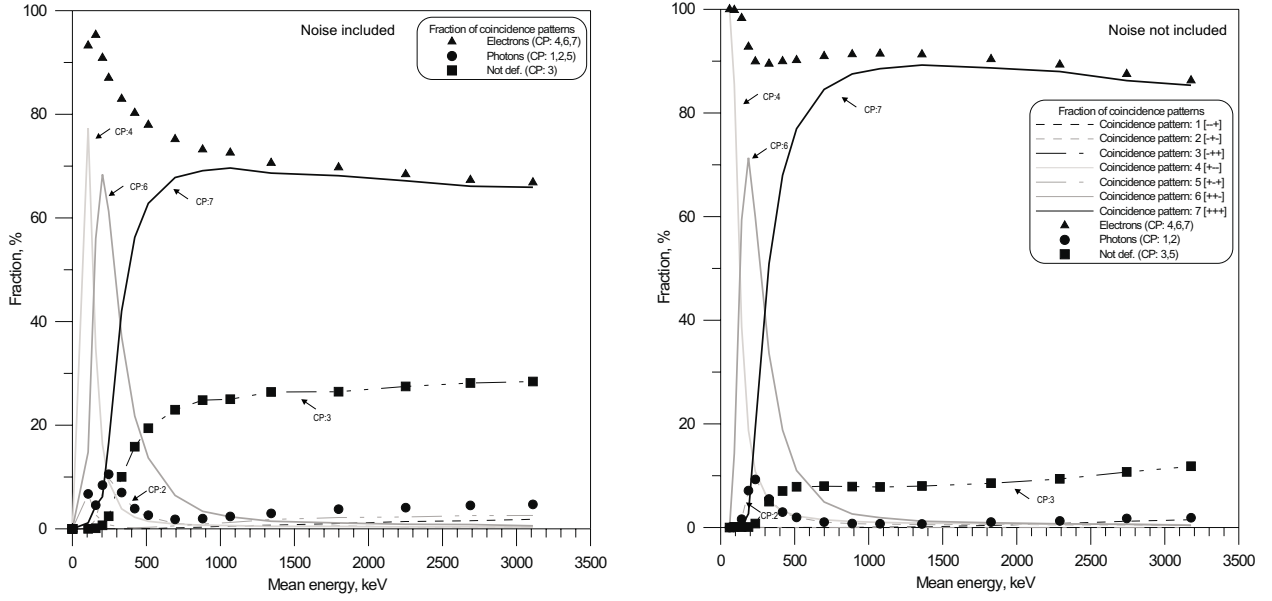 Noise included
Fraction of coincidence patterns
Electrons (CP: 4,6,7)
Photons (CP: 1,2,5)
Not def. (CP: 3)
CP:4
CP:6
CP:7
CP:3
CP:2
100
80
60
40
20
0
Fraction, %
0 500 1000 1500 2000 2500 3000 3500
Mean energy, keV
Noise not included
CP:4
CP:7
CP:6
CP:3
CP:2
Fraction of coincidence patterns
Coincidence pattern: 1 [--+]
Coincidence pattern: 2 [-+-]
Coincidence pattern: 3 [-++]
Coincidence pattern: 4 [+--]
Coincidence pattern: 5 [+-+]
Coincidence pattern: 6 [++-]
Coincidence pattern: 7 [+++]
Electrons (CP: 4,6,7)
Photons (CP: 1,2)
Not def. (CP: 3,5)
100
80
60
40
20
0
Fraction, %
0 500 1000 1500 2000 2500 3000 3500
Mean energy, keV